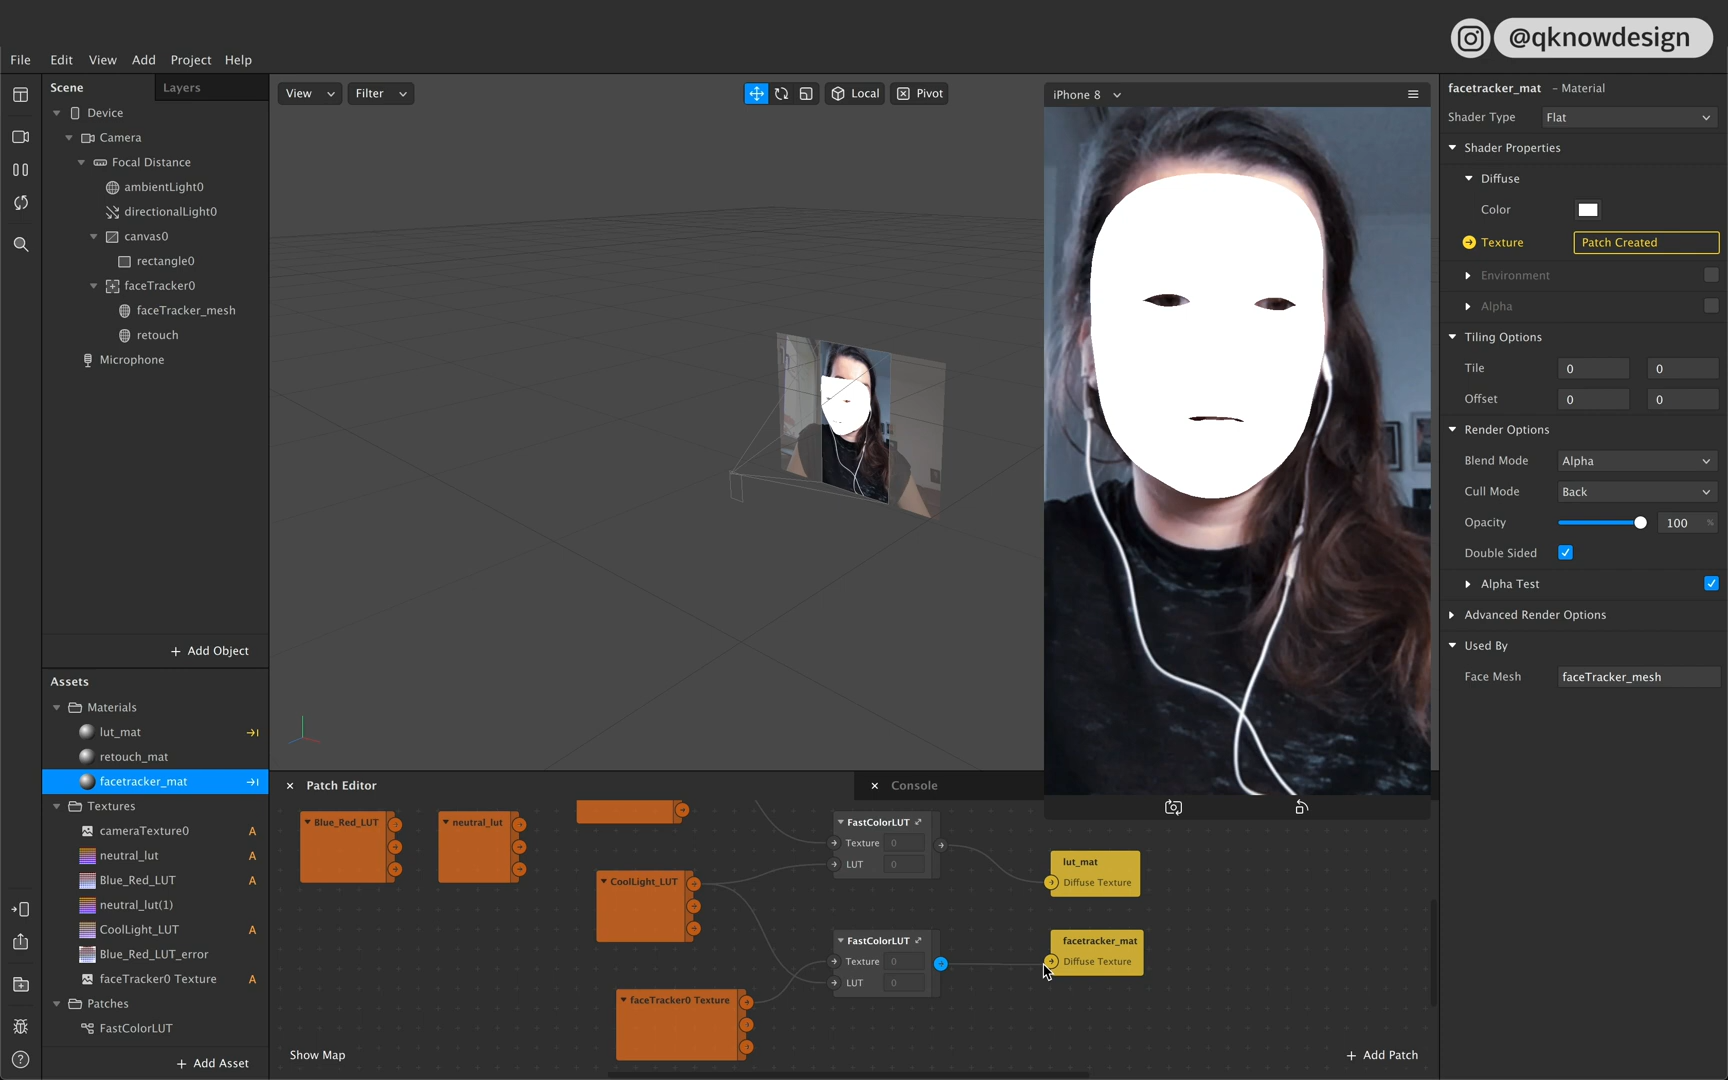 @qknowdesign
File Edit View Add Project Help
Scene Layers
Device
Camera
Focal Distance
ambientLight0
directionalLight0
canvas0
rectangle0
faceTracker0
faceTracker_mesh
retouch
Microphone
+ Add Object
Assets
Materials
lut_mat
retouch_mat
facetracker_mat
Textures
cameraTexture0 A
neutral_lut A
Blue_Red_LUT A
neutral_lut(1)
CoolLight_LUT A
Blue_Red_LUT_error
faceTracker0 Texture A
Patches
FastColorLUT
+ Add Asset
View Filter Local Pivot
iPhone 8
Patch Editor
Console
Blue_Red_LUT
neutral_lut
CoolLight_LUT
faceTracker0 Texture
FastColorLUT
Texture 0
LUT 0
FastColorLUT
Texture 0
LUT 0
lut_mat
Diffuse Texture
facetracker_mat
Diffuse Texture
Show Map
+ Add Patch
facetracker_mat - Material
Shader Type Flat
Shader Properties
Diffuse
Color
Texture Patch Created
Environment
Alpha
Tiling Options
Tile 0 0
Offset 0 0
Render Options
Blend Mode Alpha
Cull Mode Back
Opacity 100 %
Double Sided
Alpha Test
Advanced Render Options
Used By
Face Mesh faceTracker_mesh